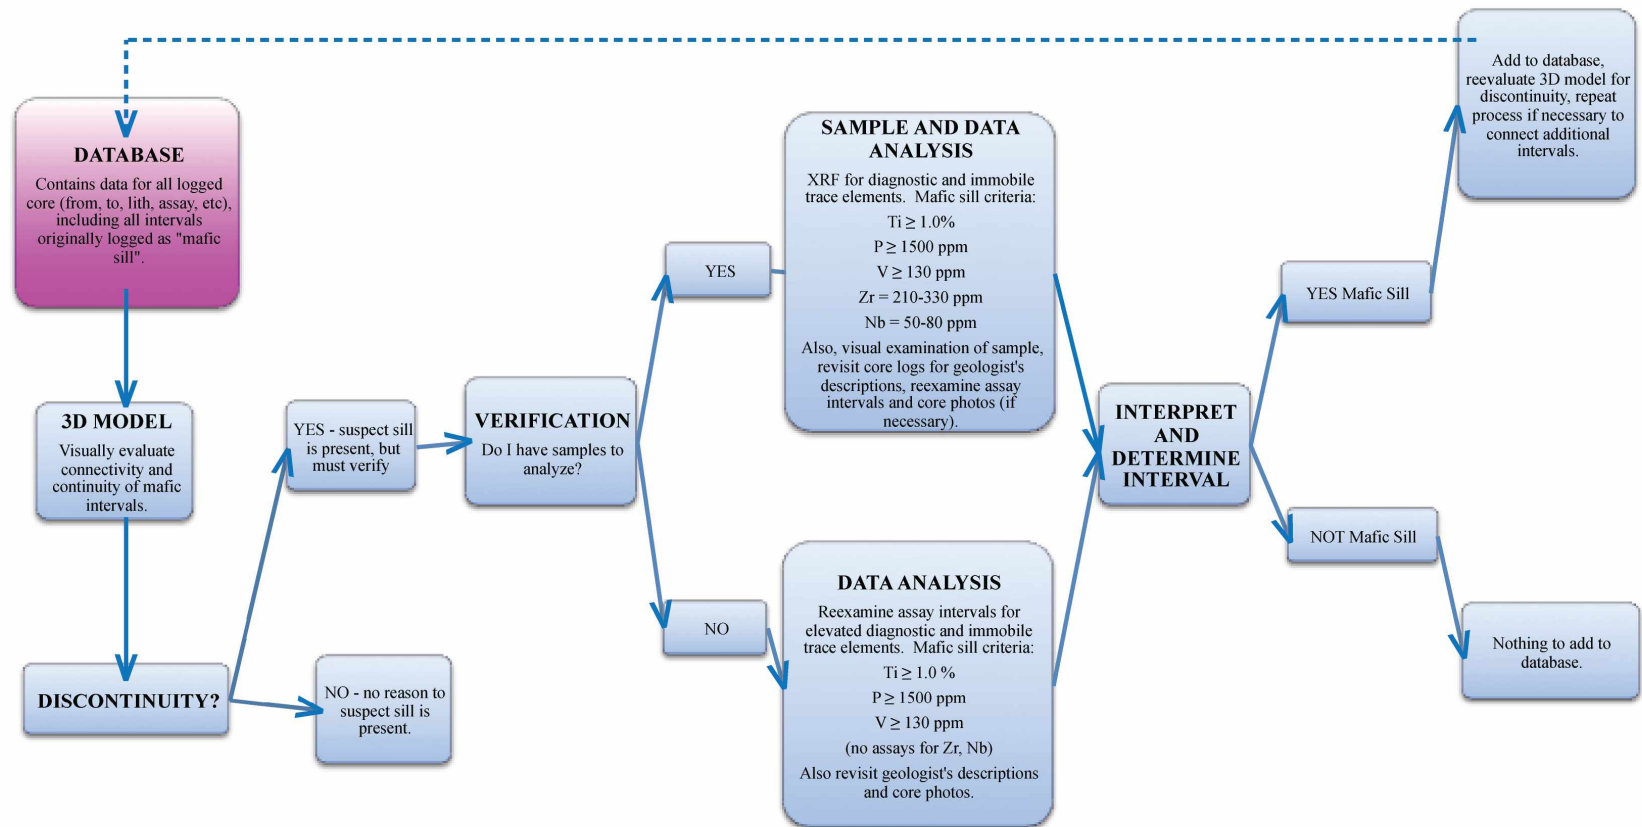 DATABASE
Contains data for all logged
core (from, to, lith, assay, etc),
including all intervals
originally logged as "mafic
sill".
3D MODEL
Visually evaluate
connectivity and
continuity of mafic
intervals.
DISCONTINUITY?
YES - suspect sill
is present, but
must verify
NO - no reason to
suspect sill is
present.
VERIFICATION
Do I have samples to
analyze?
YES
NO
SAMPLE AND DATA
ANALYSIS
XRF for diagnostic and immobile
trace elements.  Mafic sill criteria:
Ti ≥ 1.0%
P ≥ 1500 ppm
V ≥ 130 ppm
Zr = 210-330 ppm
Nb = 50-80 ppm
Also, visual examination of sample,
revisit core logs for geologist's
descriptions, reexamine assay
intervals and core photos (if
necessary).
DATA ANALYSIS
Reexamine assay intervals for
elevated diagnostic and immobile
trace elements.  Mafic sill criteria:
Ti ≥ 1.0 %
P ≥ 1500 ppm
V ≥ 130 ppm
(no assays for Zr, Nb)
Also revisit geologist's descriptions
and core photos.
INTERPRET
AND
DETERMINE
INTERVAL
YES Mafic Sill
NOT Mafic Sill
Add to database,
reevaluate 3D model for
discontinuity, repeat
process if necessary to
connect additional
intervals.
Nothing to add to
database.